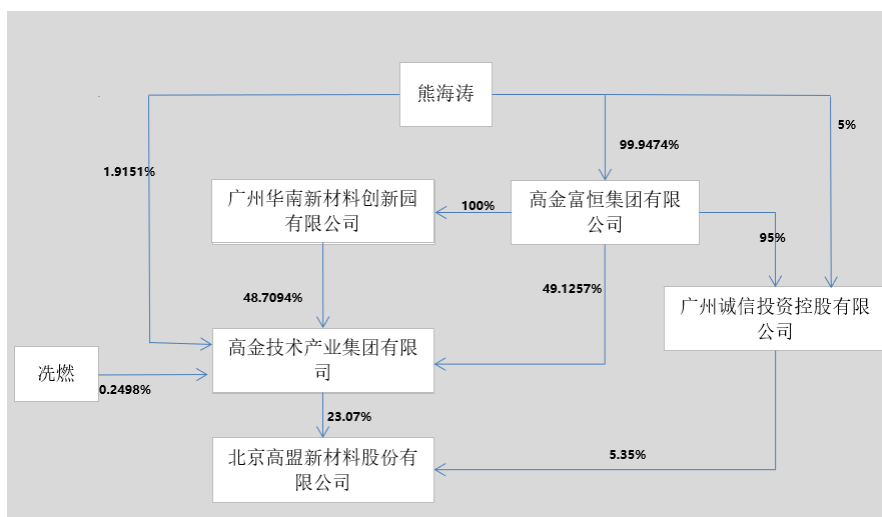 熊海涛
5%
99.9474%
1.9151%
广州华南新材料创新园
有限公司
100%
高金富恒集团有限
公司
95%
48.7094%
49.1257%
广州诚信投资控股有限
公司
高金技术产业集团有限
司
冼燃
0.2498%
23.07%
北京高盟新材料股份有
限公司
5.35%